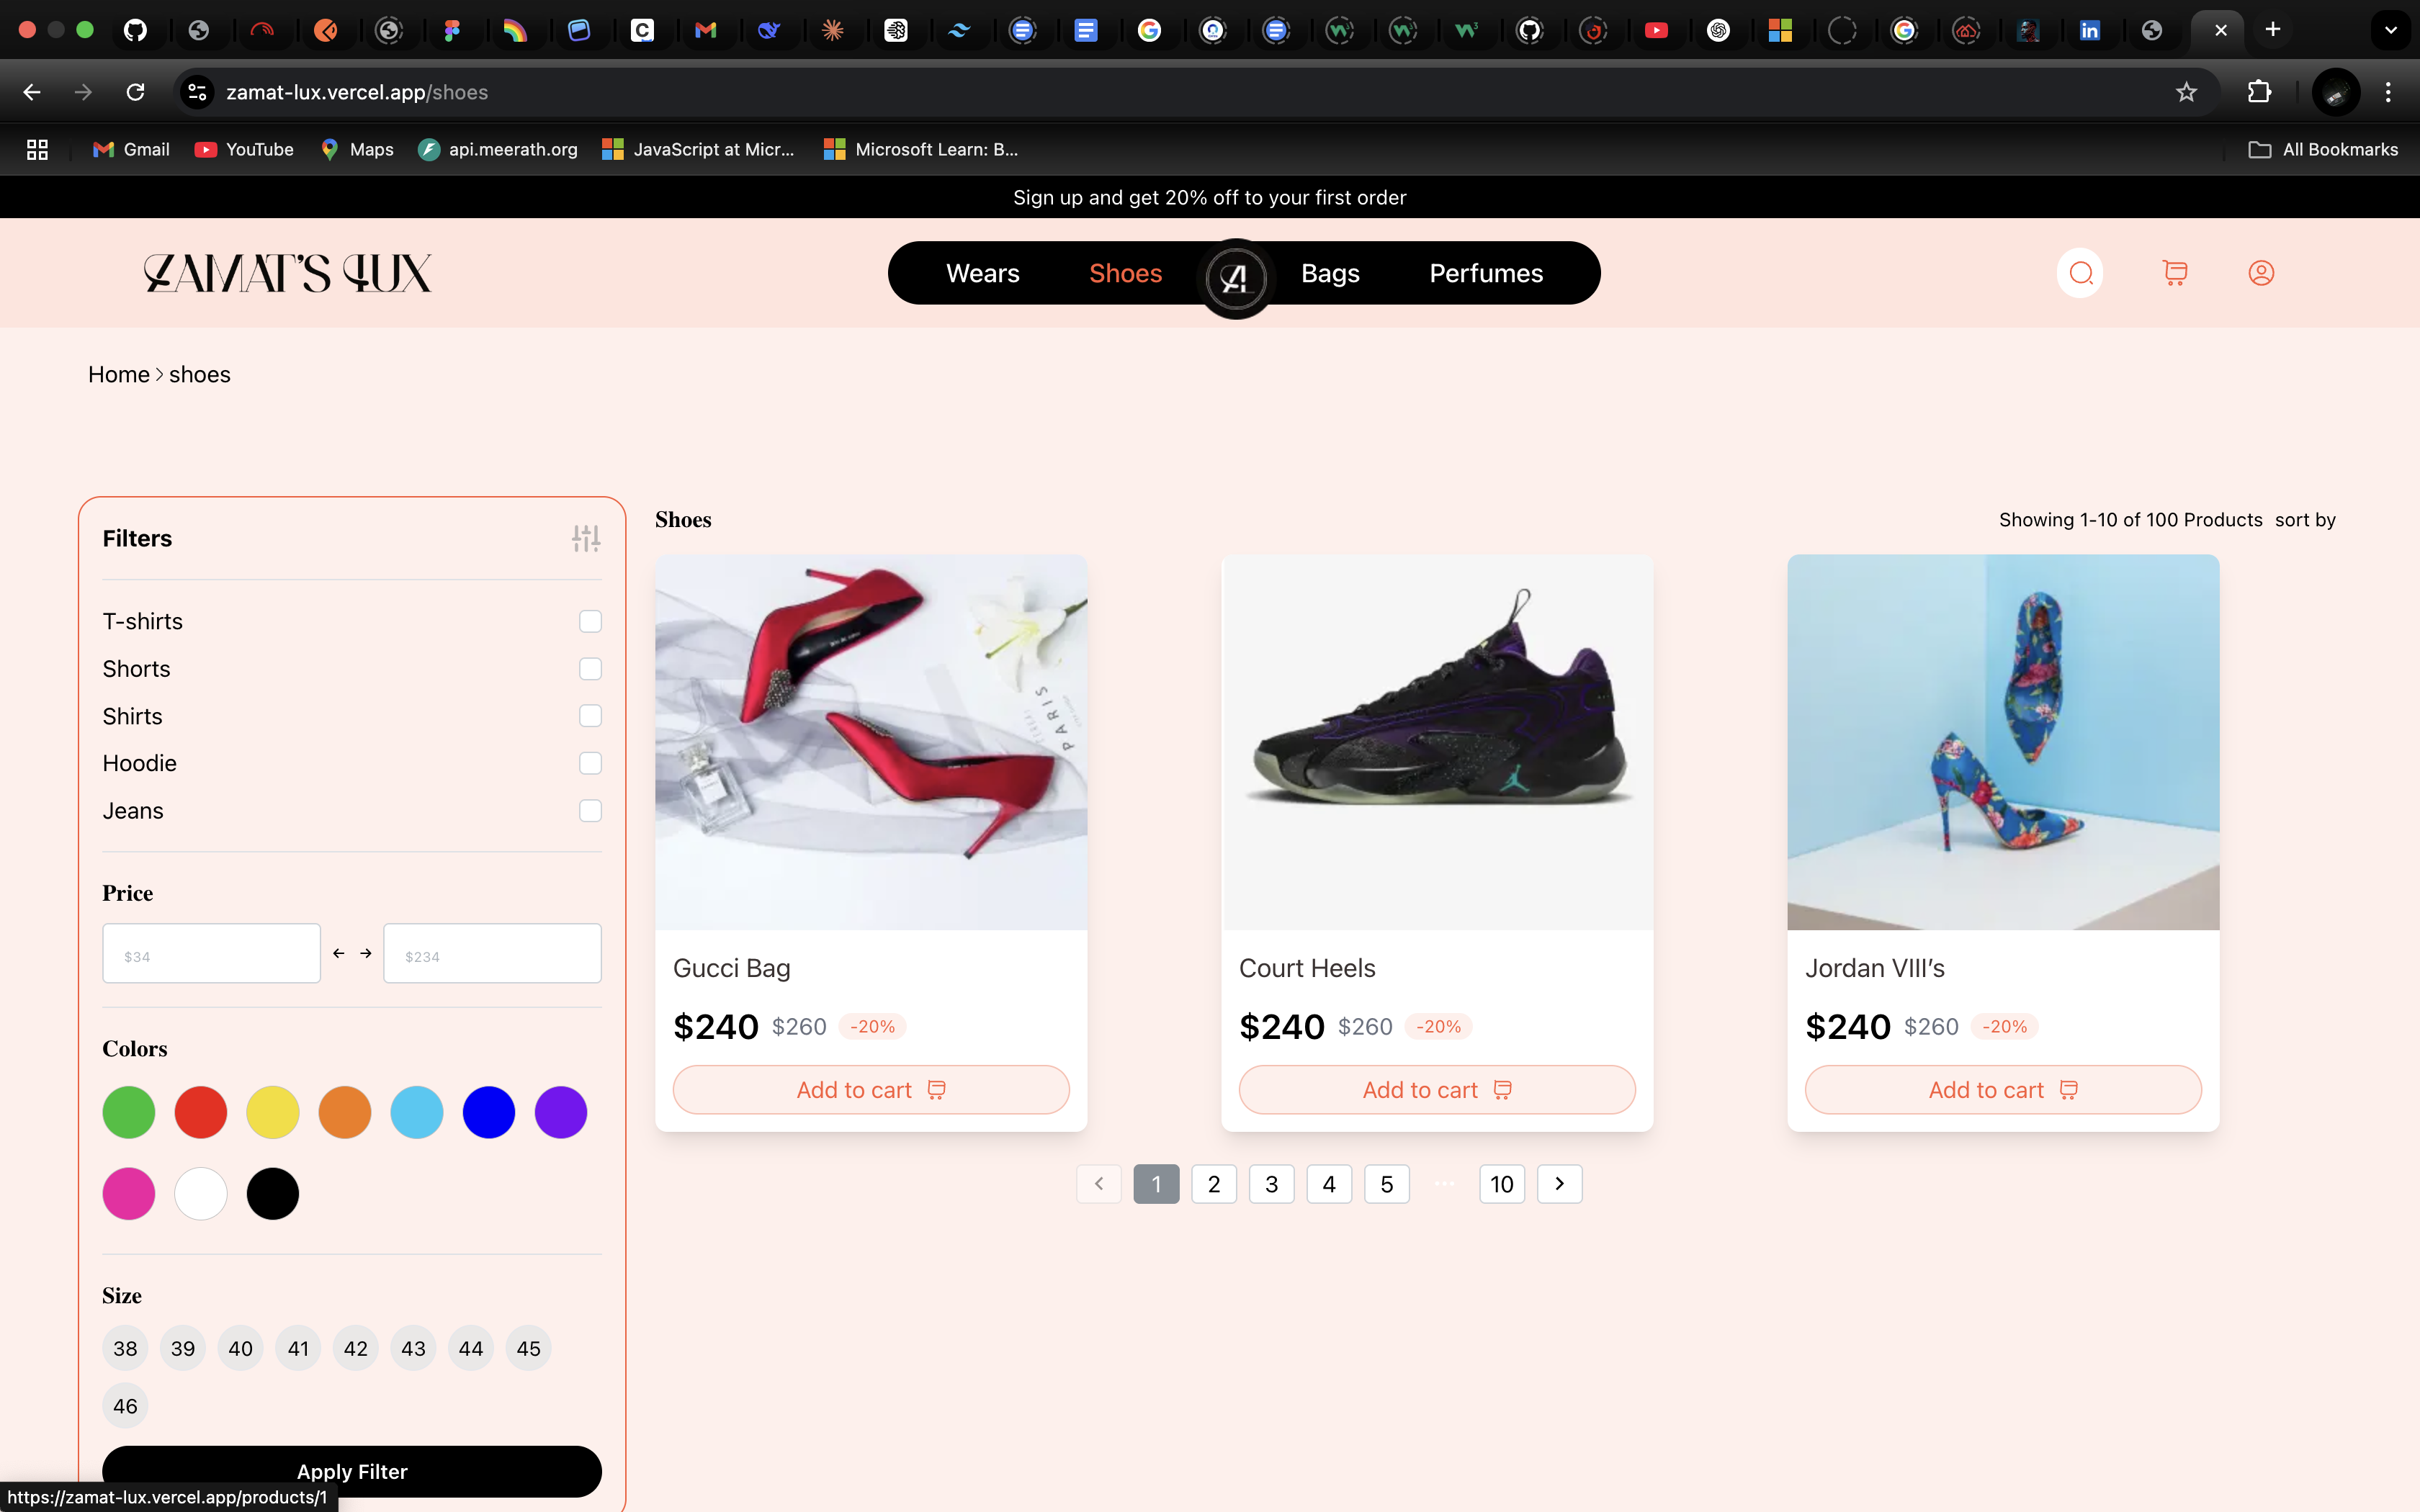 zamat-lux.vercel.app/shoes
Gmail
YouTube
Maps
api.meerath.org
JavaScript at Micr...
Microsoft Learn: B...
All Bookmarks
Sign up and get 20% off to your first order
ZAMAT'S LUX
Wears
Shoes
Bags
Perfumes
Home > shoes
Filters
T-shirts
Shorts
Shirts
Hoodie
Jeans
Price
$34
$234
Colors
Size
38 39 40 41 42 43 44 45
46
Apply Filter
Shoes
Showing 1-10 of 100 Products sort by
PARIS
Gucci Bag
$240 $260 -20%
Add to cart
Court Heels
$240 $260 -20%
Add to cart
Jordan VIII's
$240 $260 -20%
Add to cart
1 2 3 4 5 ... 10
https://zamat-lux.vercel.app/products/1